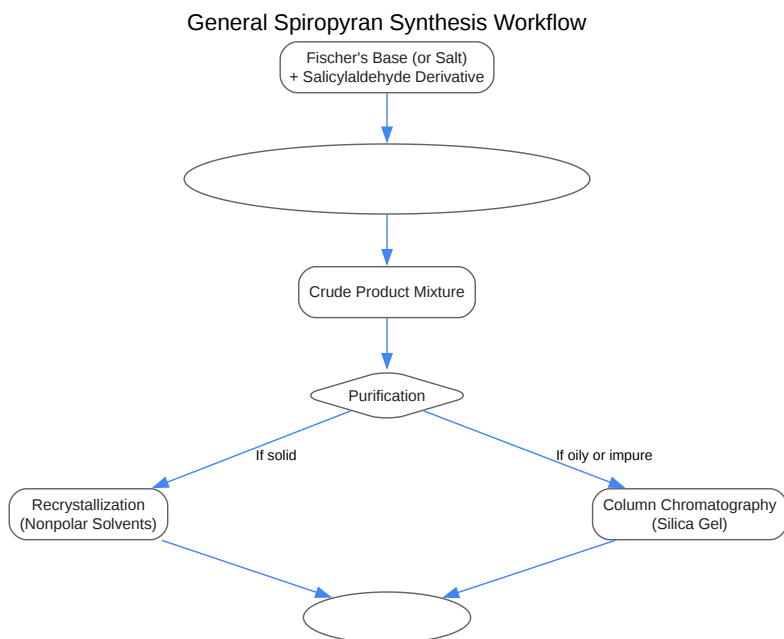 General Spiropyran Synthesis Workflow
Fischer's Base (or Salt)
+ Salicylaldehyde Derivative
Crude Product Mixture
Purification
If solid
If oily or impure
Recrystallization
(Nonpolar Solvents)
Column Chromatography
(Silica Gel)